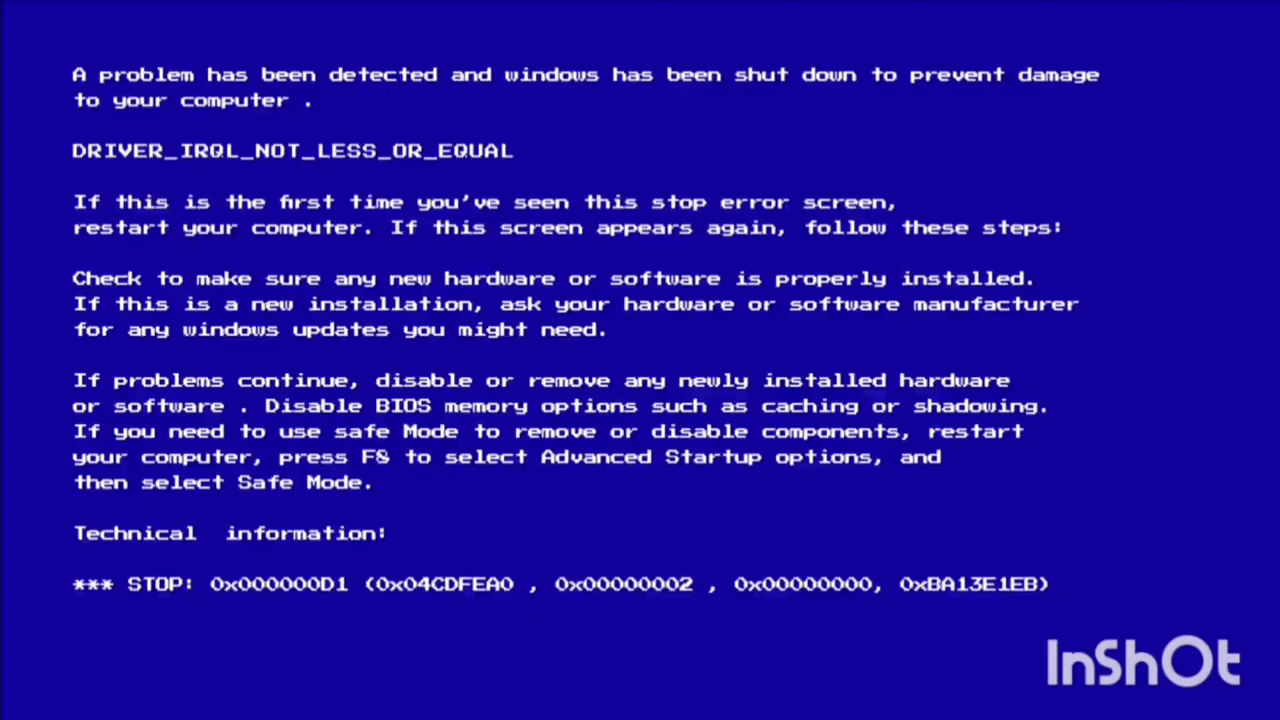 A problem has been detected and windows has been shut down to prevent damage
to your computer .
DRIVER_IRQL_NOT_LESS_OR_EQUAL
If this is the first time you've seen this stop error screen,
restart your computer. If this screen appears again, follow these steps:
Check to make sure any new hardware or software is properly installed.
If this is a new installation, ask your hardware or software manufacturer
for any windows updates you might need.
If problems continue, disable or remove any newly installed hardware
or software . Disable BIOS memory options such as caching or shadowing.
If you need to use safe Mode to remove or disable components, restart
your computer, press F& to select Advanced Startup options, and
then select Safe Mode.
Technical information:
*** STOP: 0x000000D1 (0x04CDFEA0 , 0x00000002 , 0x00000000, 0xBA13E1EB)
InShOt